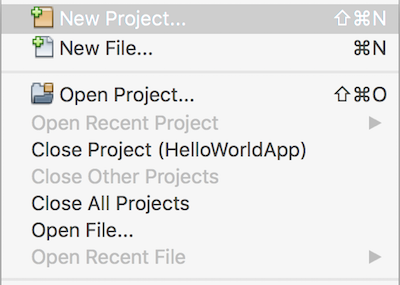 New Project... ⇧⌘N
New File... ⌘N
Open Project... ⇧⌘O
Open Recent Project ▶
Close Project (HelloWorldApp)
Close Other Projects
Close All Projects
Open File...
Open Recent File ▶